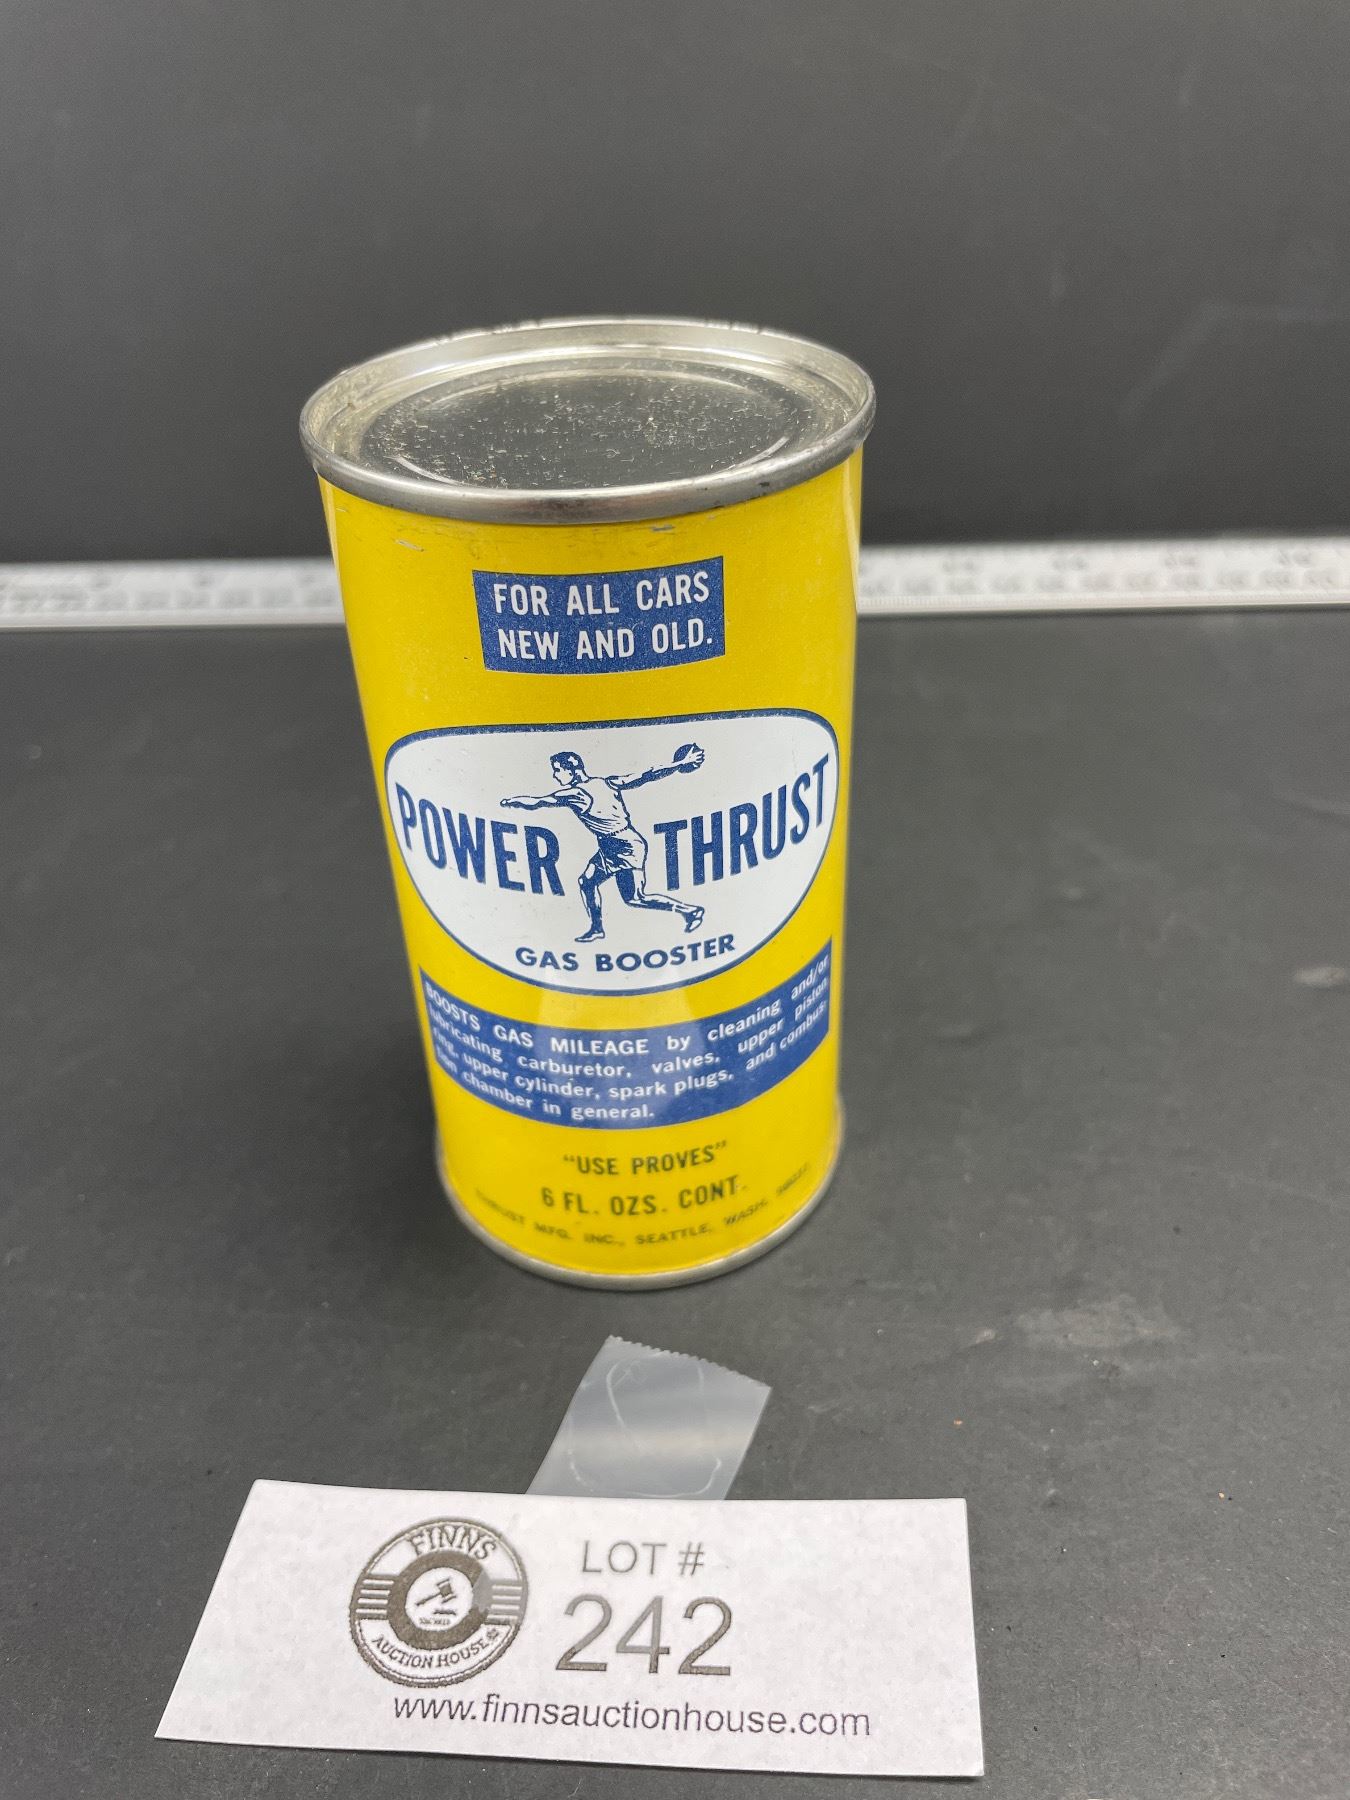 FOR ALL CARS
NEW AND OLD.
POWER THRUST
GAS BOOSTER
BOOSTS GAS MILEAGE by cleaning and/or
lubricating carburetor, valves, upper piston
ring, upper cylinder, spark plugs, and combus-
tion chamber in general.
"USE PROVES"
6 FL. OZS. CONT.
THRUST MFG. INC., SEATTLE, WASH.
FINNS
AUCTION HOUSE
LOT #
242
www.finnsauctionhouse.com